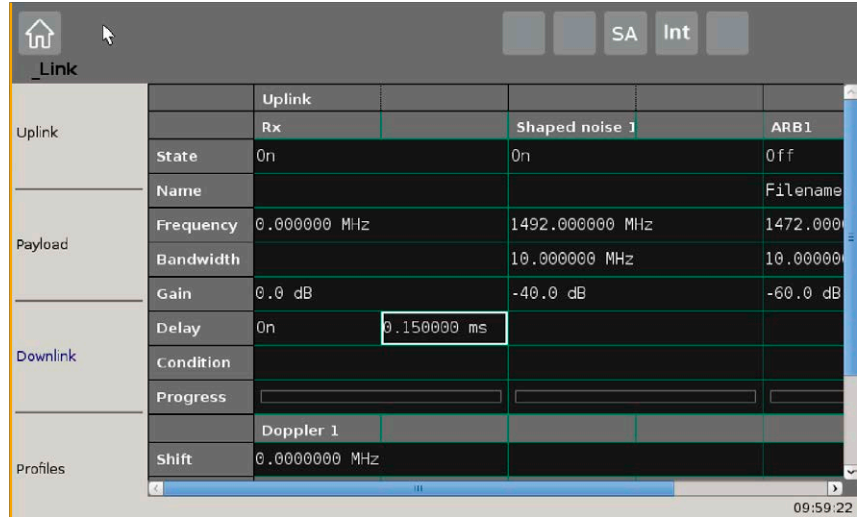 SA Int
_Link
Uplink
Payload
Downlink
Profiles
Uplink
Rx Shaped noise 1 ARB1
State On On Off
Name Filename
Frequency 0.000000 MHz 1492.000000 MHz 1472.000
Bandwidth 10.000000 MHz 10.00000
Gain 0.0 dB -40.0 dB -60.0 dB
Delay On 0.150000 ms
Condition
Progress
Doppler 1
Shift 0.0000000 MHz
09:59:22